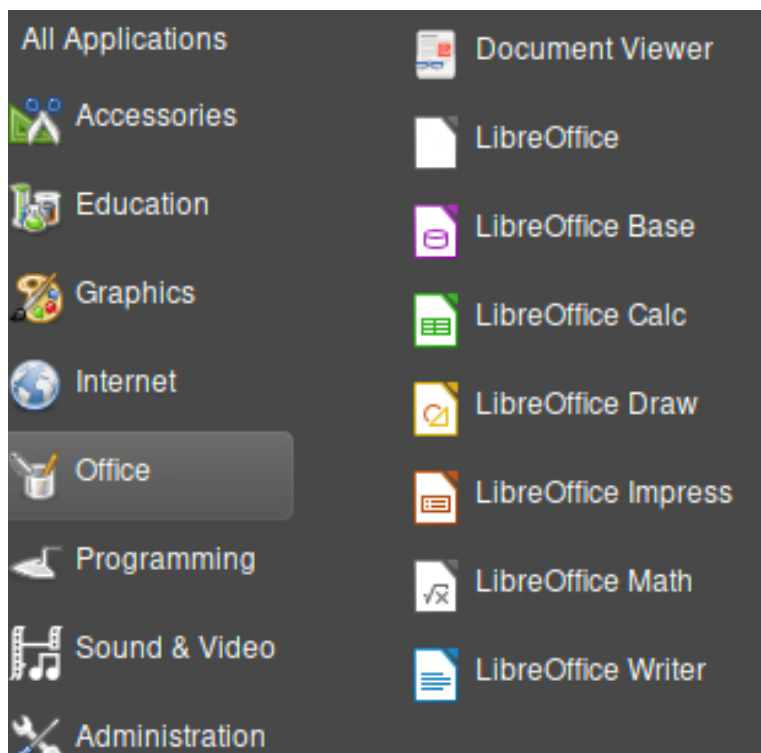 All Applications
Accessories
Education
Graphics
Internet
Office
Programming
Sound & Video
Administration
Document Viewer
LibreOffice
LibreOffice Base
LibreOffice Calc
LibreOffice Draw
LibreOffice Impress
LibreOffice Math
LibreOffice Writer